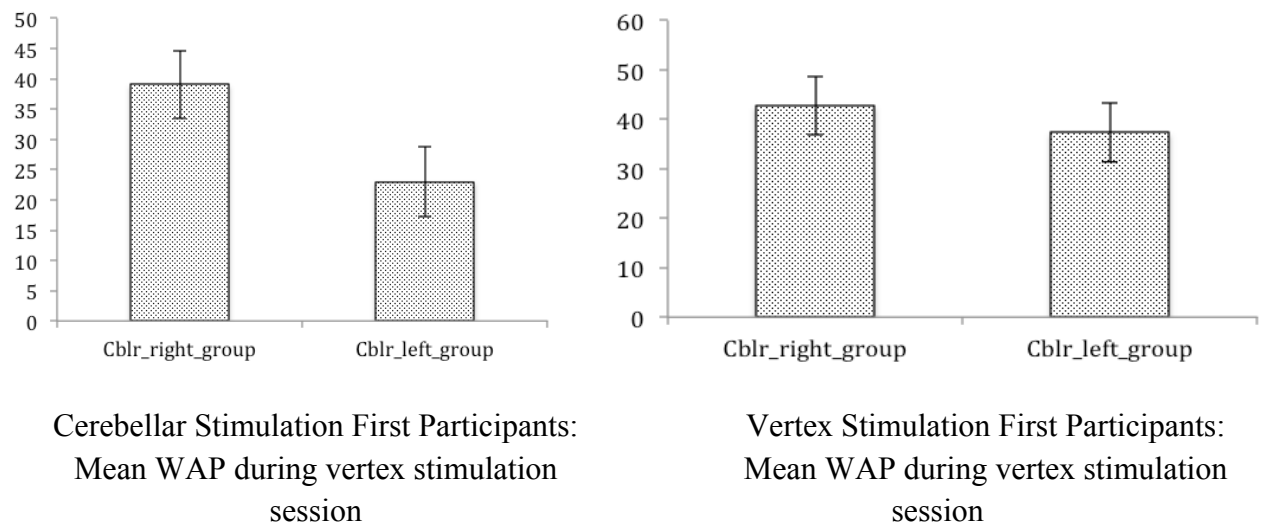 50
45
40
35
30
25
20
15
10
5
0
Cblr_right_group Cblr_left_group
60
50
40
30
20
10
0
Cblr_right_group Cblr_left_group
Cerebellar Stimulation First Participants:
Mean WAP during vertex stimulation
session
Vertex Stimulation First Participants:
Mean WAP during vertex stimulation
session